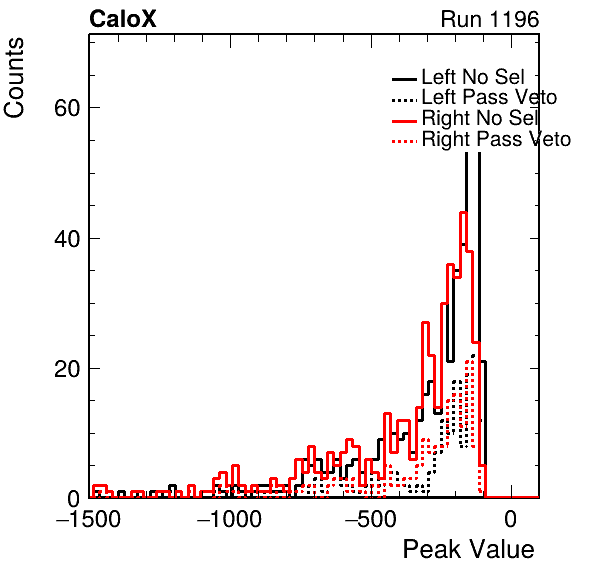 CaloX Run 1196
Counts
Left No Sel
Left Pass Veto
Right No Sel
Right Pass Veto
60
40
20
0
−1500 −1000 −500 0
Peak Value